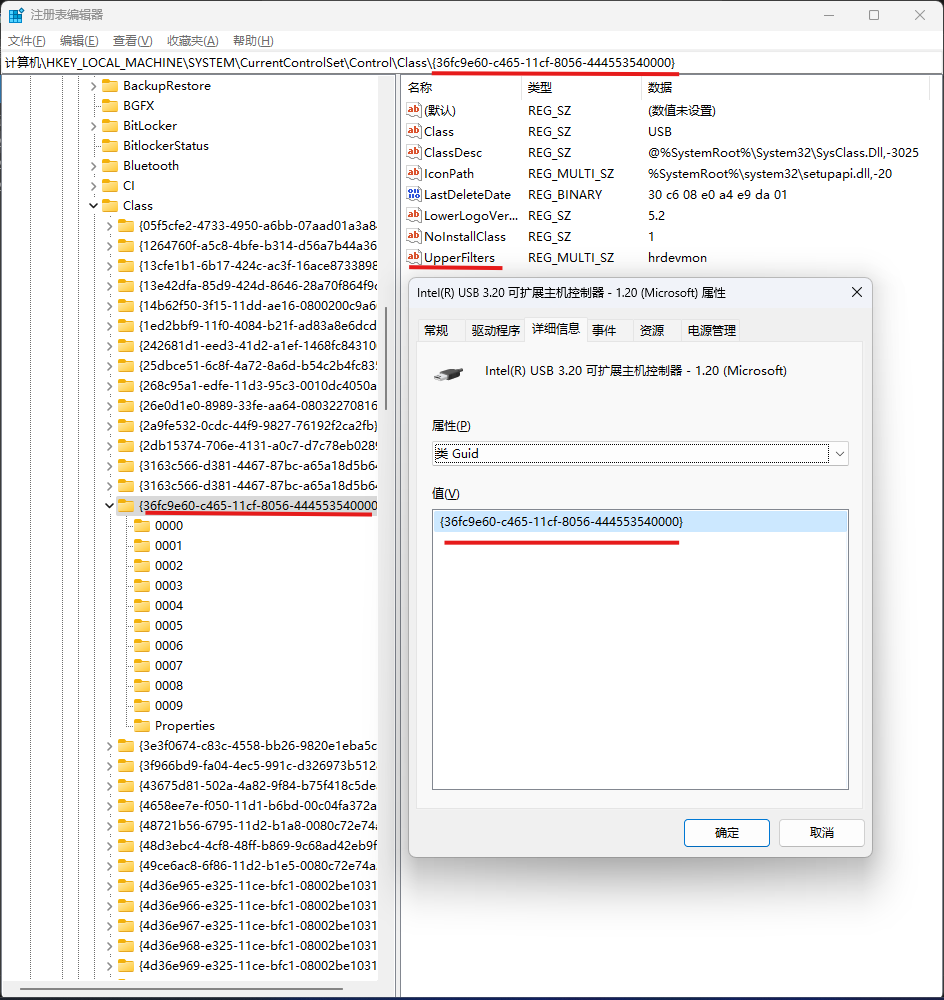 注册表编辑器
文件(F) 编辑(E) 查看(V) 收藏夹(A) 帮助(H)
计算机\HKEY_LOCAL_MACHINE\SYSTEM\CurrentControlSet\Control\Class\{36fc9e60-c465-11cf-8056-444553540000}
BackupRestore
BGFX
BitLocker
BitlockerStatus
Bluetooth
CI
Class
{05f5cfe2-4733-4950-a6bb-07aad01a3a84
{1264760f-a5c8-4bfe-b314-d56a7b44a36
{13cfe1b1-6b17-424c-ac3f-16ace8733898
{13e42dfa-85d9-424d-8646-28a70f864f9c
{14b62f50-3f15-11dd-ae16-0800200c9a6
{1ed2bbf9-11f0-4084-b21f-ad83a8e6dcd
{242681d1-eed3-41d2-a1ef-1468fc84310
{25dbce51-6c8f-4a72-8a6d-b54c2b4fc835
{268c95a1-edfe-11d3-95c3-0010dc4050a
{26e0d1e0-8989-33fe-aa64-08032270816
{2a9fe532-0cdc-44f9-9827-76192f2ca2fb}
{2db15374-706e-4131-a0c7-d7c78eb0289
{3163c566-d381-4467-87bc-a65a18d5b64
{3163c566-d381-4467-87bc-a65a18d5b64
{36fc9e60-c465-11cf-8056-444553540000
0000
0001
0002
0003
0004
0005
0006
0007
0008
0009
Properties
{3e3f0674-c83c-4558-bb26-9820e1eba5c
{3f966bd9-fa04-4ec5-991c-d326973b512
{43675d81-502a-4a82-9f84-b75f418c5de
{4658ee7e-f050-11d1-b6bd-00c04fa372a
{48721b56-6795-11d2-b1a8-0080c72e74a
{48d3ebc4-4cf8-48ff-b869-9c68ad42eb9f
{49ce6ac8-6f86-11d2-b1e5-0080c72e74a
{4d36e965-e325-11ce-bfc1-08002be1031
{4d36e966-e325-11ce-bfc1-08002be1031
{4d36e967-e325-11ce-bfc1-08002be1031
{4d36e968-e325-11ce-bfc1-08002be1031
{4d36e969-e325-11ce-bfc1-08002be1031
名称 类型 数据
(默认) REG_SZ (数值未设置)
Class REG_SZ USB
ClassDesc REG_SZ @%SystemRoot%\System32\SysClass.Dll,-3025
IconPath REG_MULTI_SZ %SystemRoot%\system32\setupapi.dll,-20
LastDeleteDate REG_BINARY 30 c6 08 e0 a4 e9 da 01
LowerLogoVer... REG_SZ 5.2
NoInstallClass REG_SZ 1
UpperFilters REG_MULTI_SZ hrdevmon
Intel(R) USB 3.20 可扩展主机控制器 - 1.20 (Microsoft) 属性
常规 驱动程序 详细信息 事件 资源 电源管理
Intel(R) USB 3.20 可扩展主机控制器 - 1.20 (Microsoft)
属性(P)
类 Guid
值(V)
{36fc9e60-c465-11cf-8056-444553540000}
确定 取消